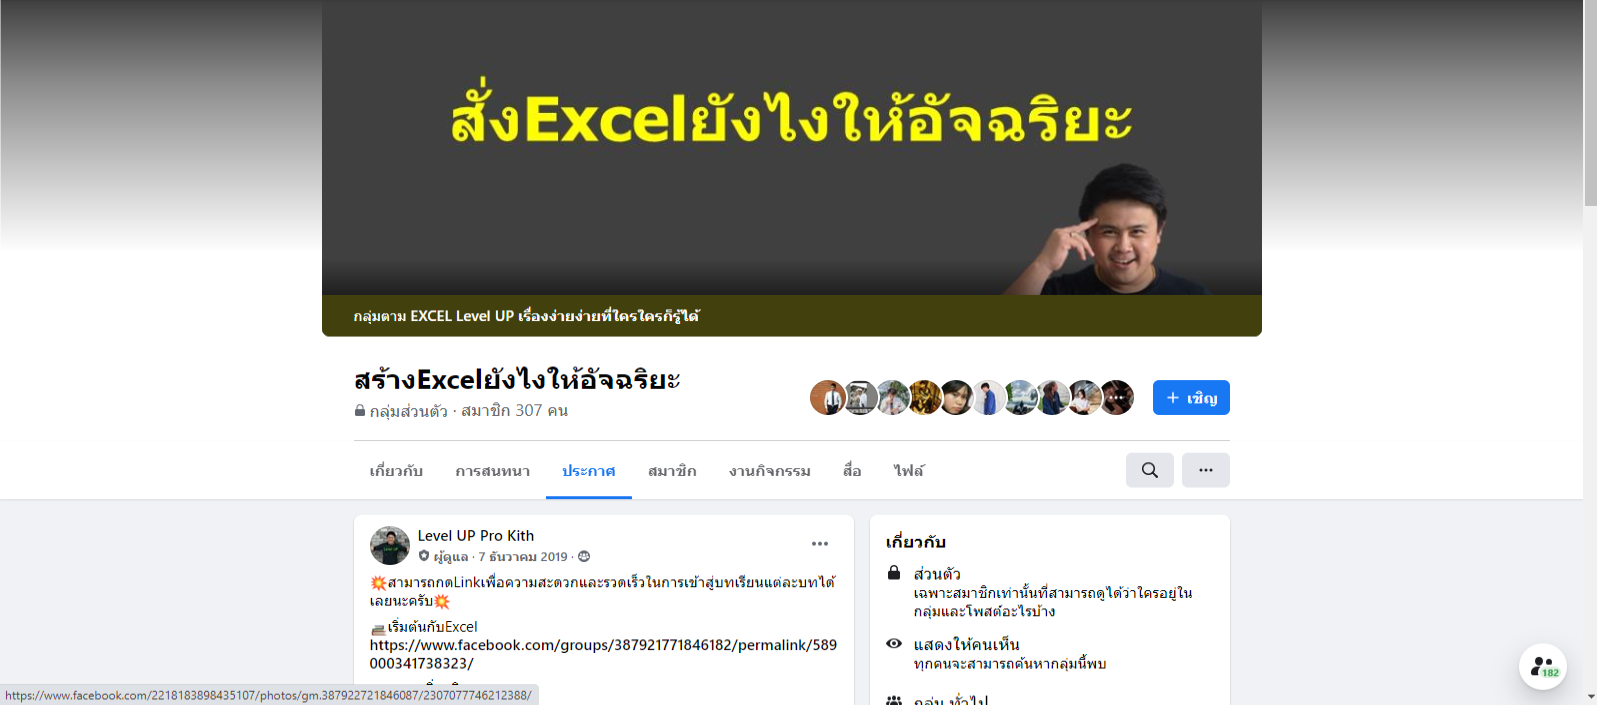 สั่งExcelยังไงให้อัจฉริยะ
กลุ่มตาม EXCEL Level UP เรื่องง่ายง่ายที่ใครใครก็รู้ได้
สร้างExcelยังไงให้อัจฉริยะ
กลุ่มส่วนตัว · สมาชิก 307 คน
+ เชิญ
เกี่ยวกับ การสนทนา ประกาศ สมาชิก งานกิจกรรม สื่อ ไฟล์
Level UP Pro Kith
ผู้ดูแล · 7 ธันวาคม 2019 ·
💥สามารถกดLinkเพื่อความสะดวกและรวดเร็วในการเข้าสู่บทเรียนแต่ละบทได้
เลยนะครับ💥
📚เริ่มต้นกับExcel
https://www.facebook.com/groups/387921771846182/permalink/589
000341738323/
เกี่ยวกับ
ส่วนตัว
เฉพาะสมาชิกเท่านั้นที่สามารถดูได้ว่าใครอยู่ใน
กลุ่มและโพสต์อะไรบ้าง
แสดงให้คนเห็น
ทุกคนจะสามารถค้นหากลุ่มนี้พบ
กลุ่ม ทั่วไป
182
https://www.facebook.com/2218183898435107/photos/gm.387922721846087/2307077746212388/